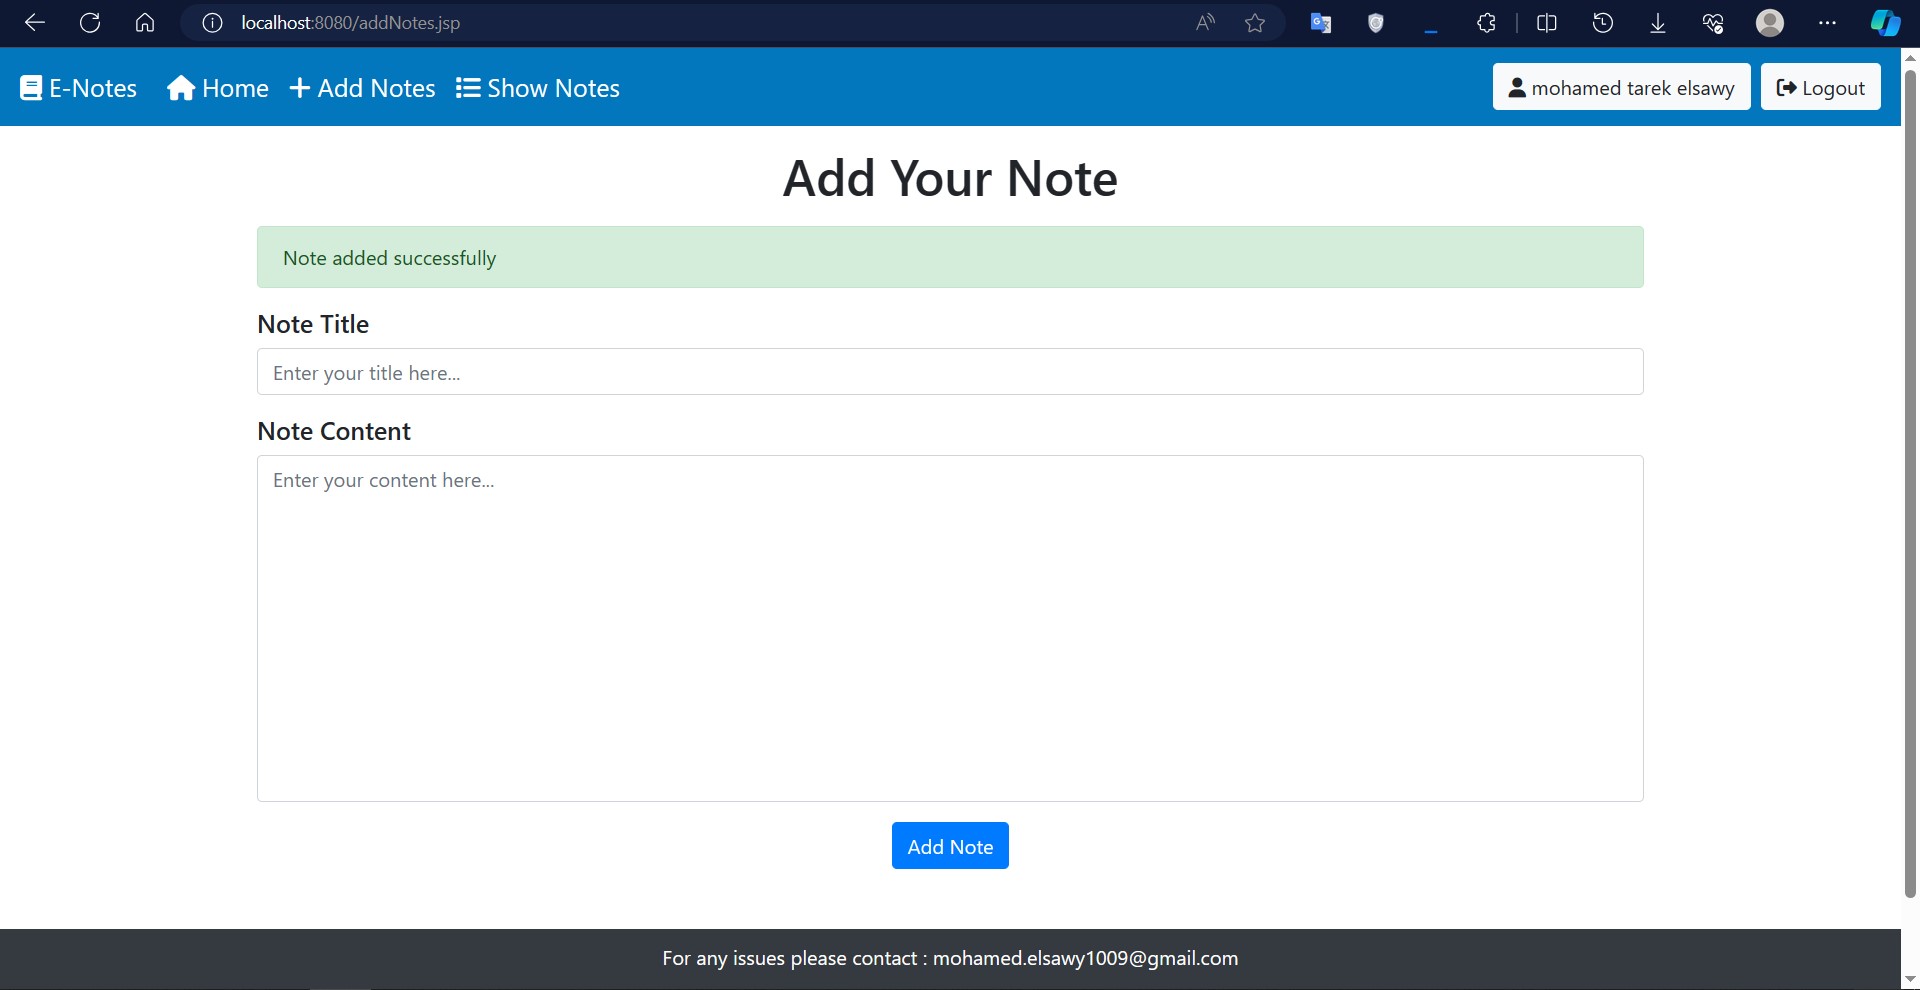 localhost:8080/addNotes.jsp
E-Notes Home Add Notes Show Notes mohamed tarek elsawy Logout
Add Your Note
Note added successfully
Note Title
Enter your title here...
Note Content
Enter your content here...
Add Note
For any issues please contact : mohamed.elsawy1009@gmail.com